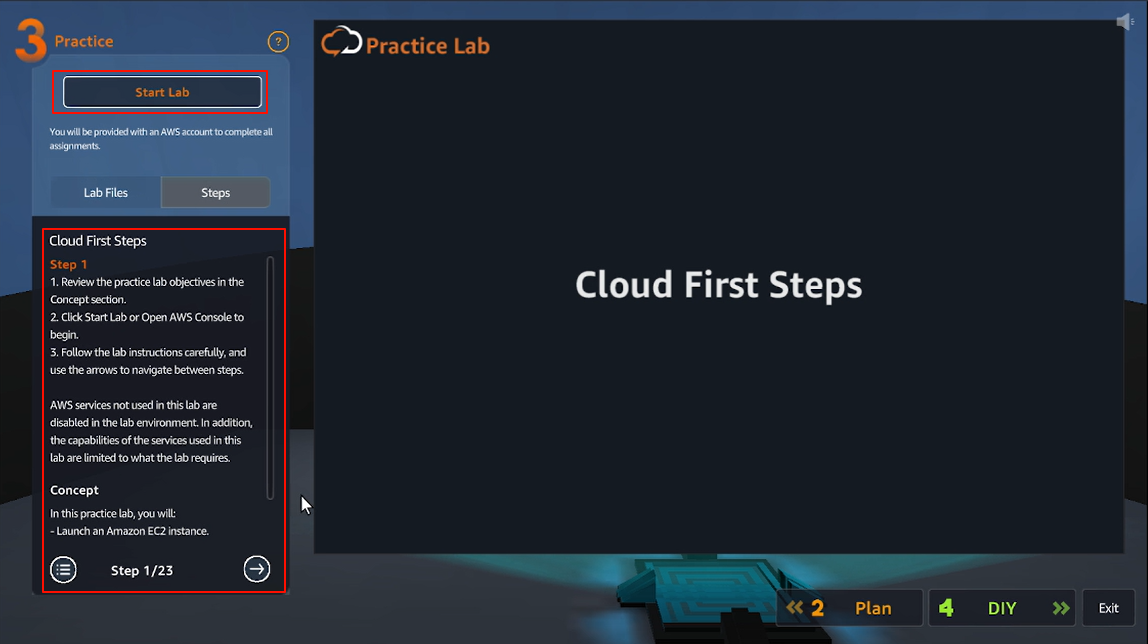 3 Practice
?
Start Lab
You will be provided with an AWS account to complete all
assignments.
Lab Files
Steps
Cloud First Steps
Step 1
1. Review the practice lab objectives in the
Concept section.
2. Click Start Lab or Open AWS Console to
begin.
3. Follow the lab instructions carefully, and
use the arrows to navigate between steps.
AWS services not used in this lab are
disabled in the lab environment. In addition,
the capabilities of the services used in this
lab are limited to what the lab requires.
Concept
In this practice lab, you will:
- Launch an Amazon EC2 instance.
Step 1/23
Practice Lab
Cloud First Steps
2 Plan
4 DIY
Exit